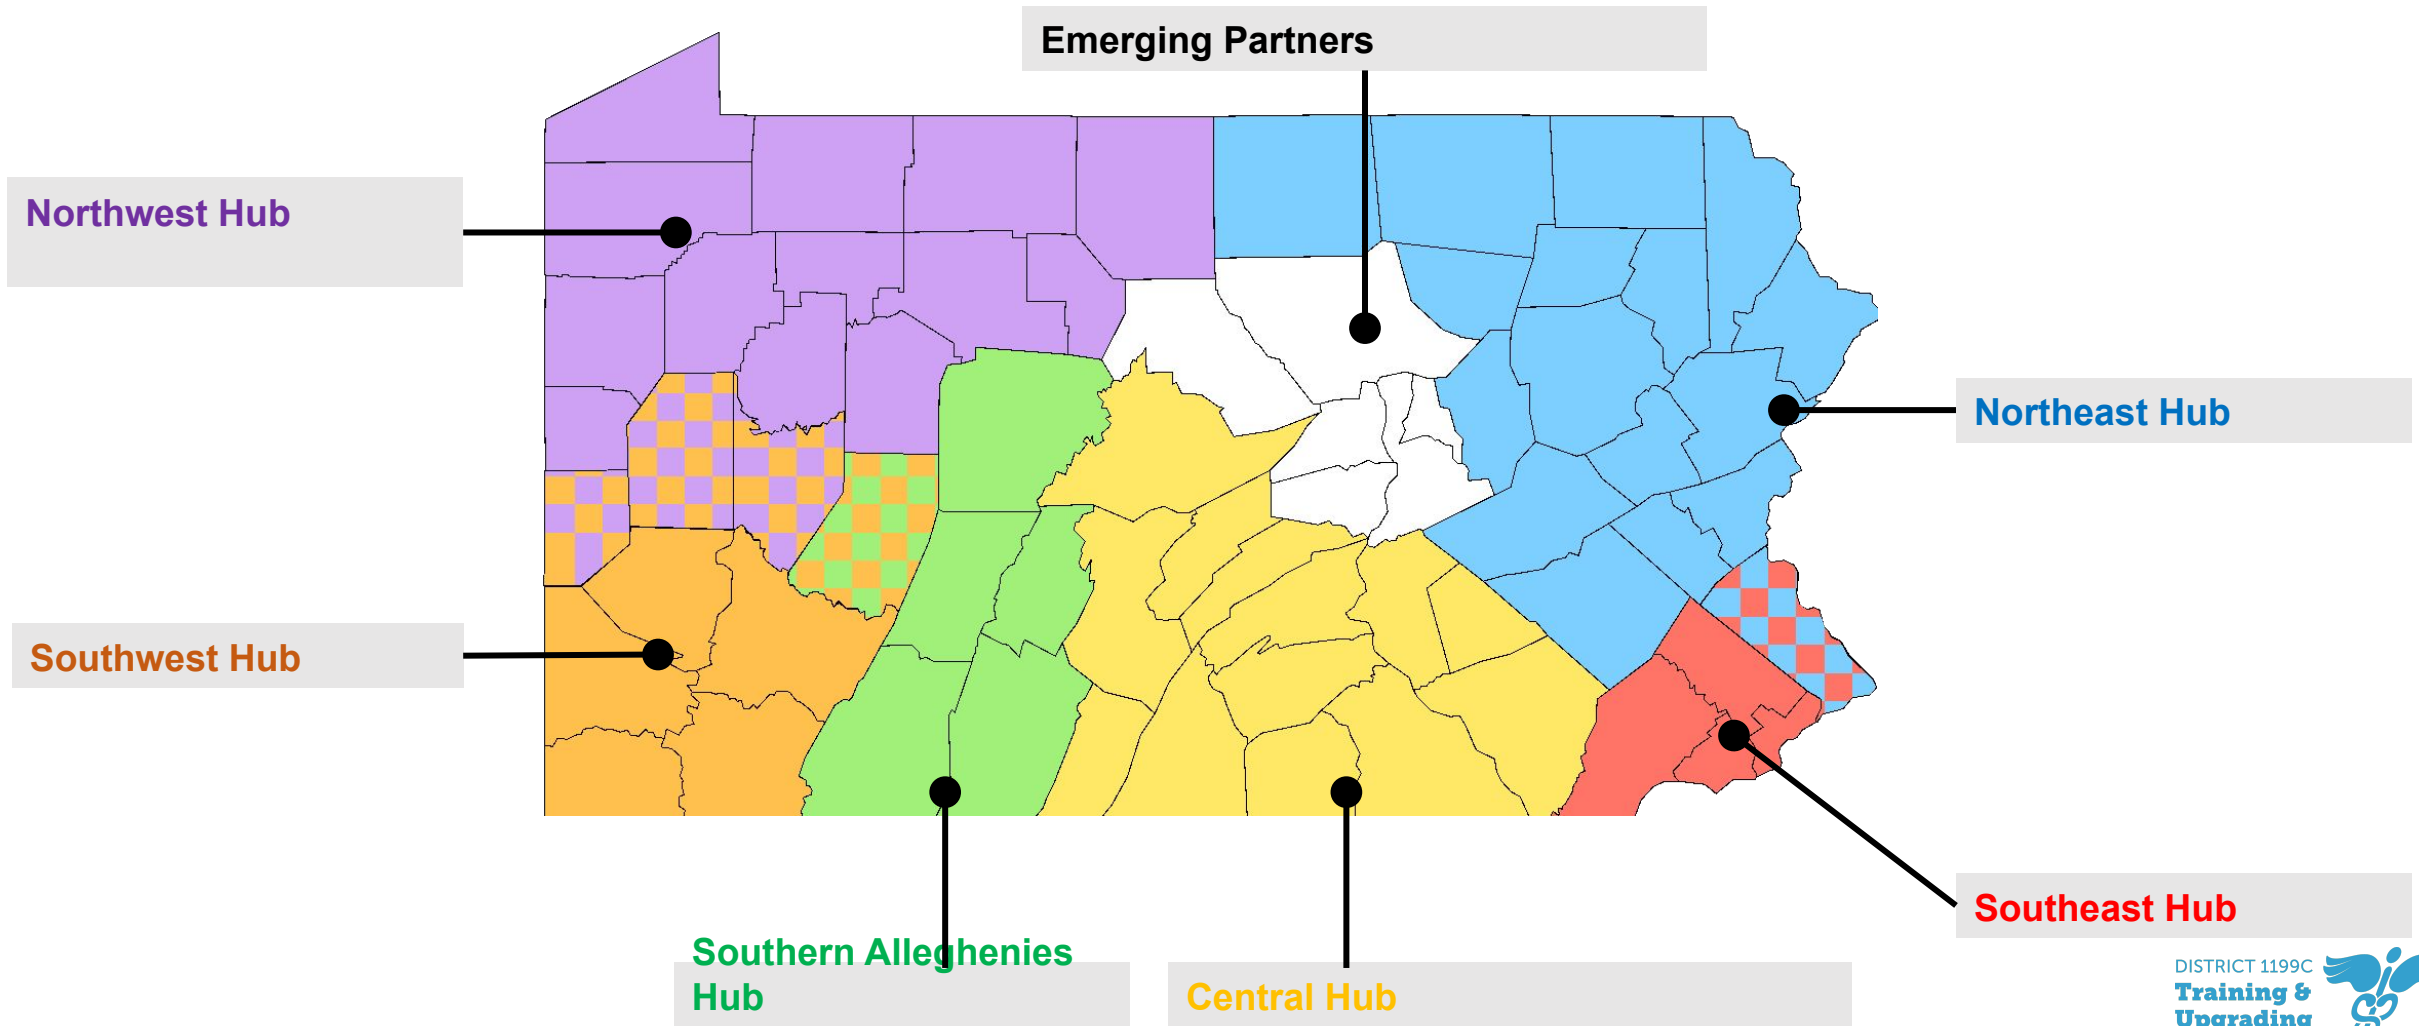 Emerging Partners
Northwest Hub
Northeast Hub
Southwest Hub
Southeast Hub
Southern Alleghenies
Hub
Central Hub
DISTRICT 1199C
Training &
Upgrading